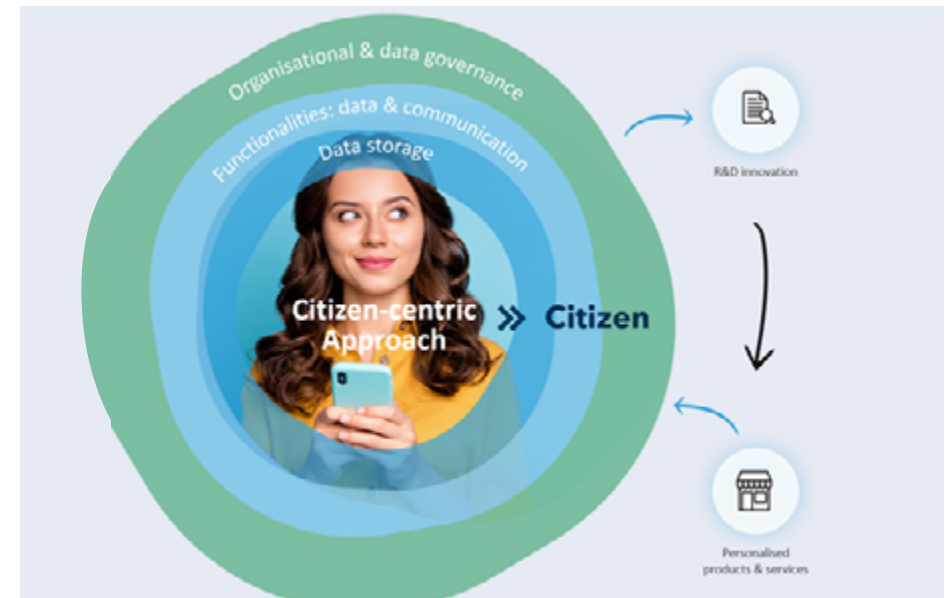 Organisational & data governance
Functionalities: data & communication
Data storage
Citizen-centric
Approach
» Citizen
R&D innovation
Personalised
products & services